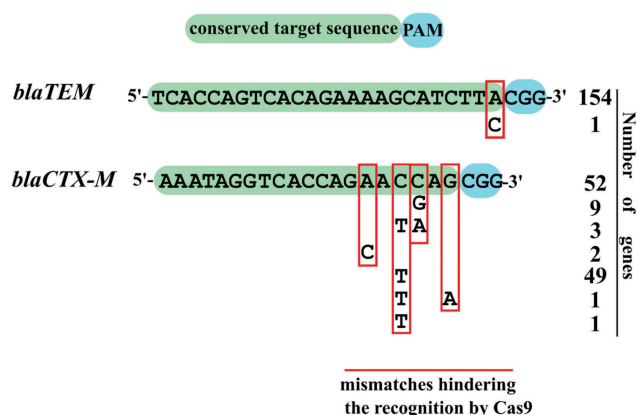 conserved target sequence PAM
blaTEM 5'-TCACCAGTCACAGAAAAGCATCTTACGG-3' 154
C 1
blaCTX-M 5'-AAATAGGTCACCAGAACCAGCGG-3' 52
G 9
T A 3
C 2
T 49
T A 1
T 1
Number of genes
mismatches hindering
the recognition by Cas9